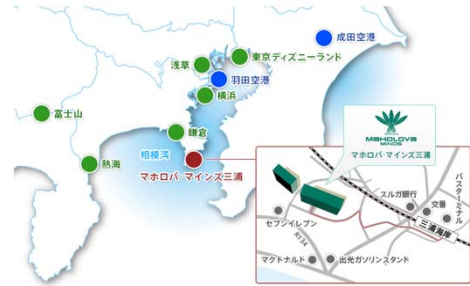 成田空港
東京ディズニーランド
浅草
羽田空港
横浜
富士山
鎌倉
相模湾
熱海
マホロバ・マインズ三浦
MAHOLOVA
MINDS
マホロバ・マインズ三浦
バスターミナル
スルガ銀行
交番
セブンイレブン
三浦海岸
R134
マクドナルド
出光ガソリンスタンド